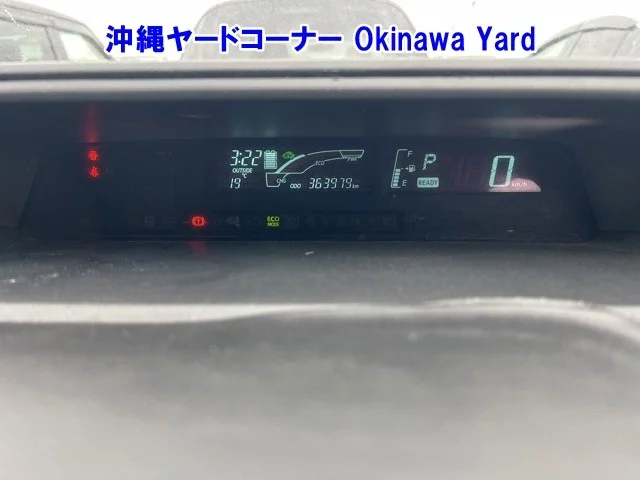 沖縄ヤードコーナー Okinawa Yard
3:22
OUTSIDE
19 ℃
ECO
PWR
CHG
ODO 363979 km
F
E
P
READY
0 km/h
ECO
MODE